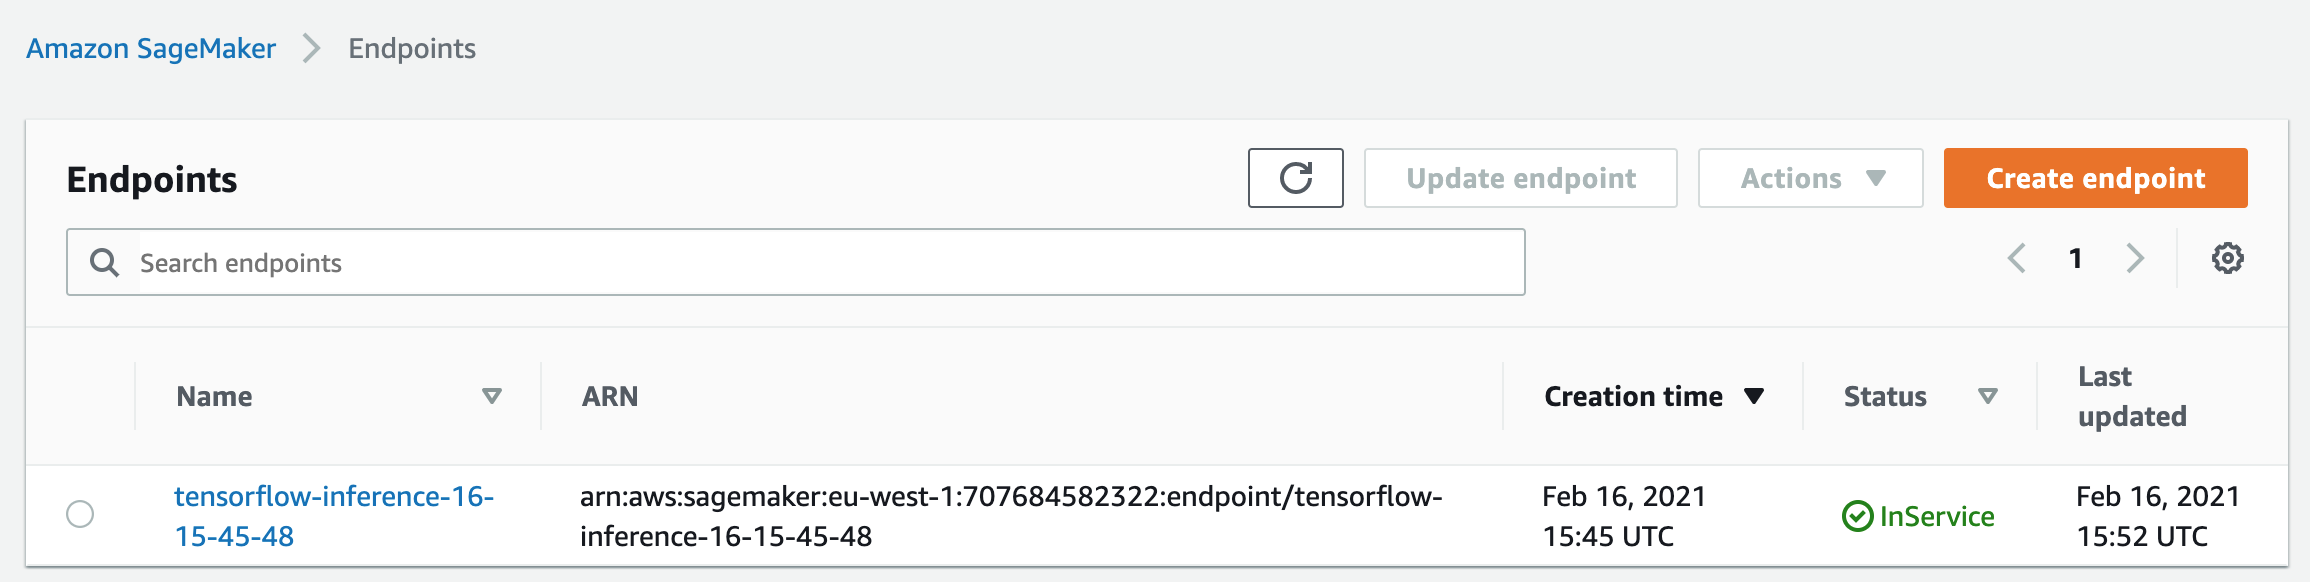 Amazon SageMaker > Endpoints
Endpoints
Update endpoint
Actions
Create endpoint
Search endpoints
1
Name
ARN
Creation time
Status
Last
updated
tensorflow-inference-16-
15-45-48
arn:aws:sagemaker:eu-west-1:707684582322:endpoint/tensorflow-
inference-16-15-45-48
Feb 16, 2021
15:45 UTC
InService
Feb 16, 2021
15:52 UTC